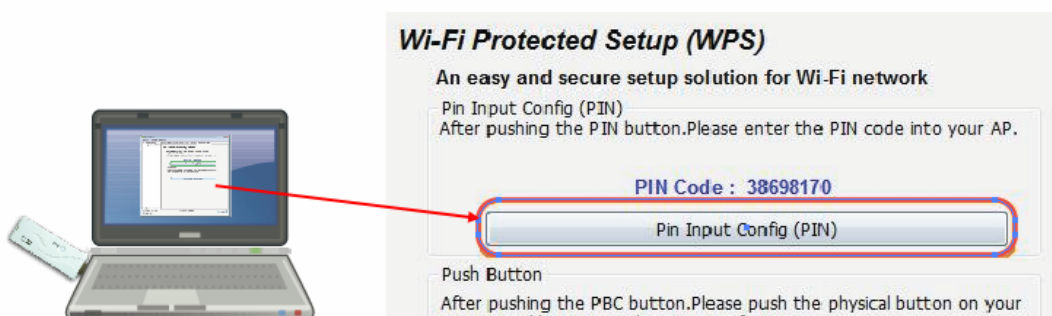 Wi-Fi Protected Setup (WPS)
An easy and secure setup solution for Wi-Fi network
Pin Input Config (PIN)
After pushing the PIN button.Please enter the PIN code into your AP.
PIN Code : 38698170
Pin Input Config (PIN)
Push Button
After pushing the PBC button.Please push the physical button on your